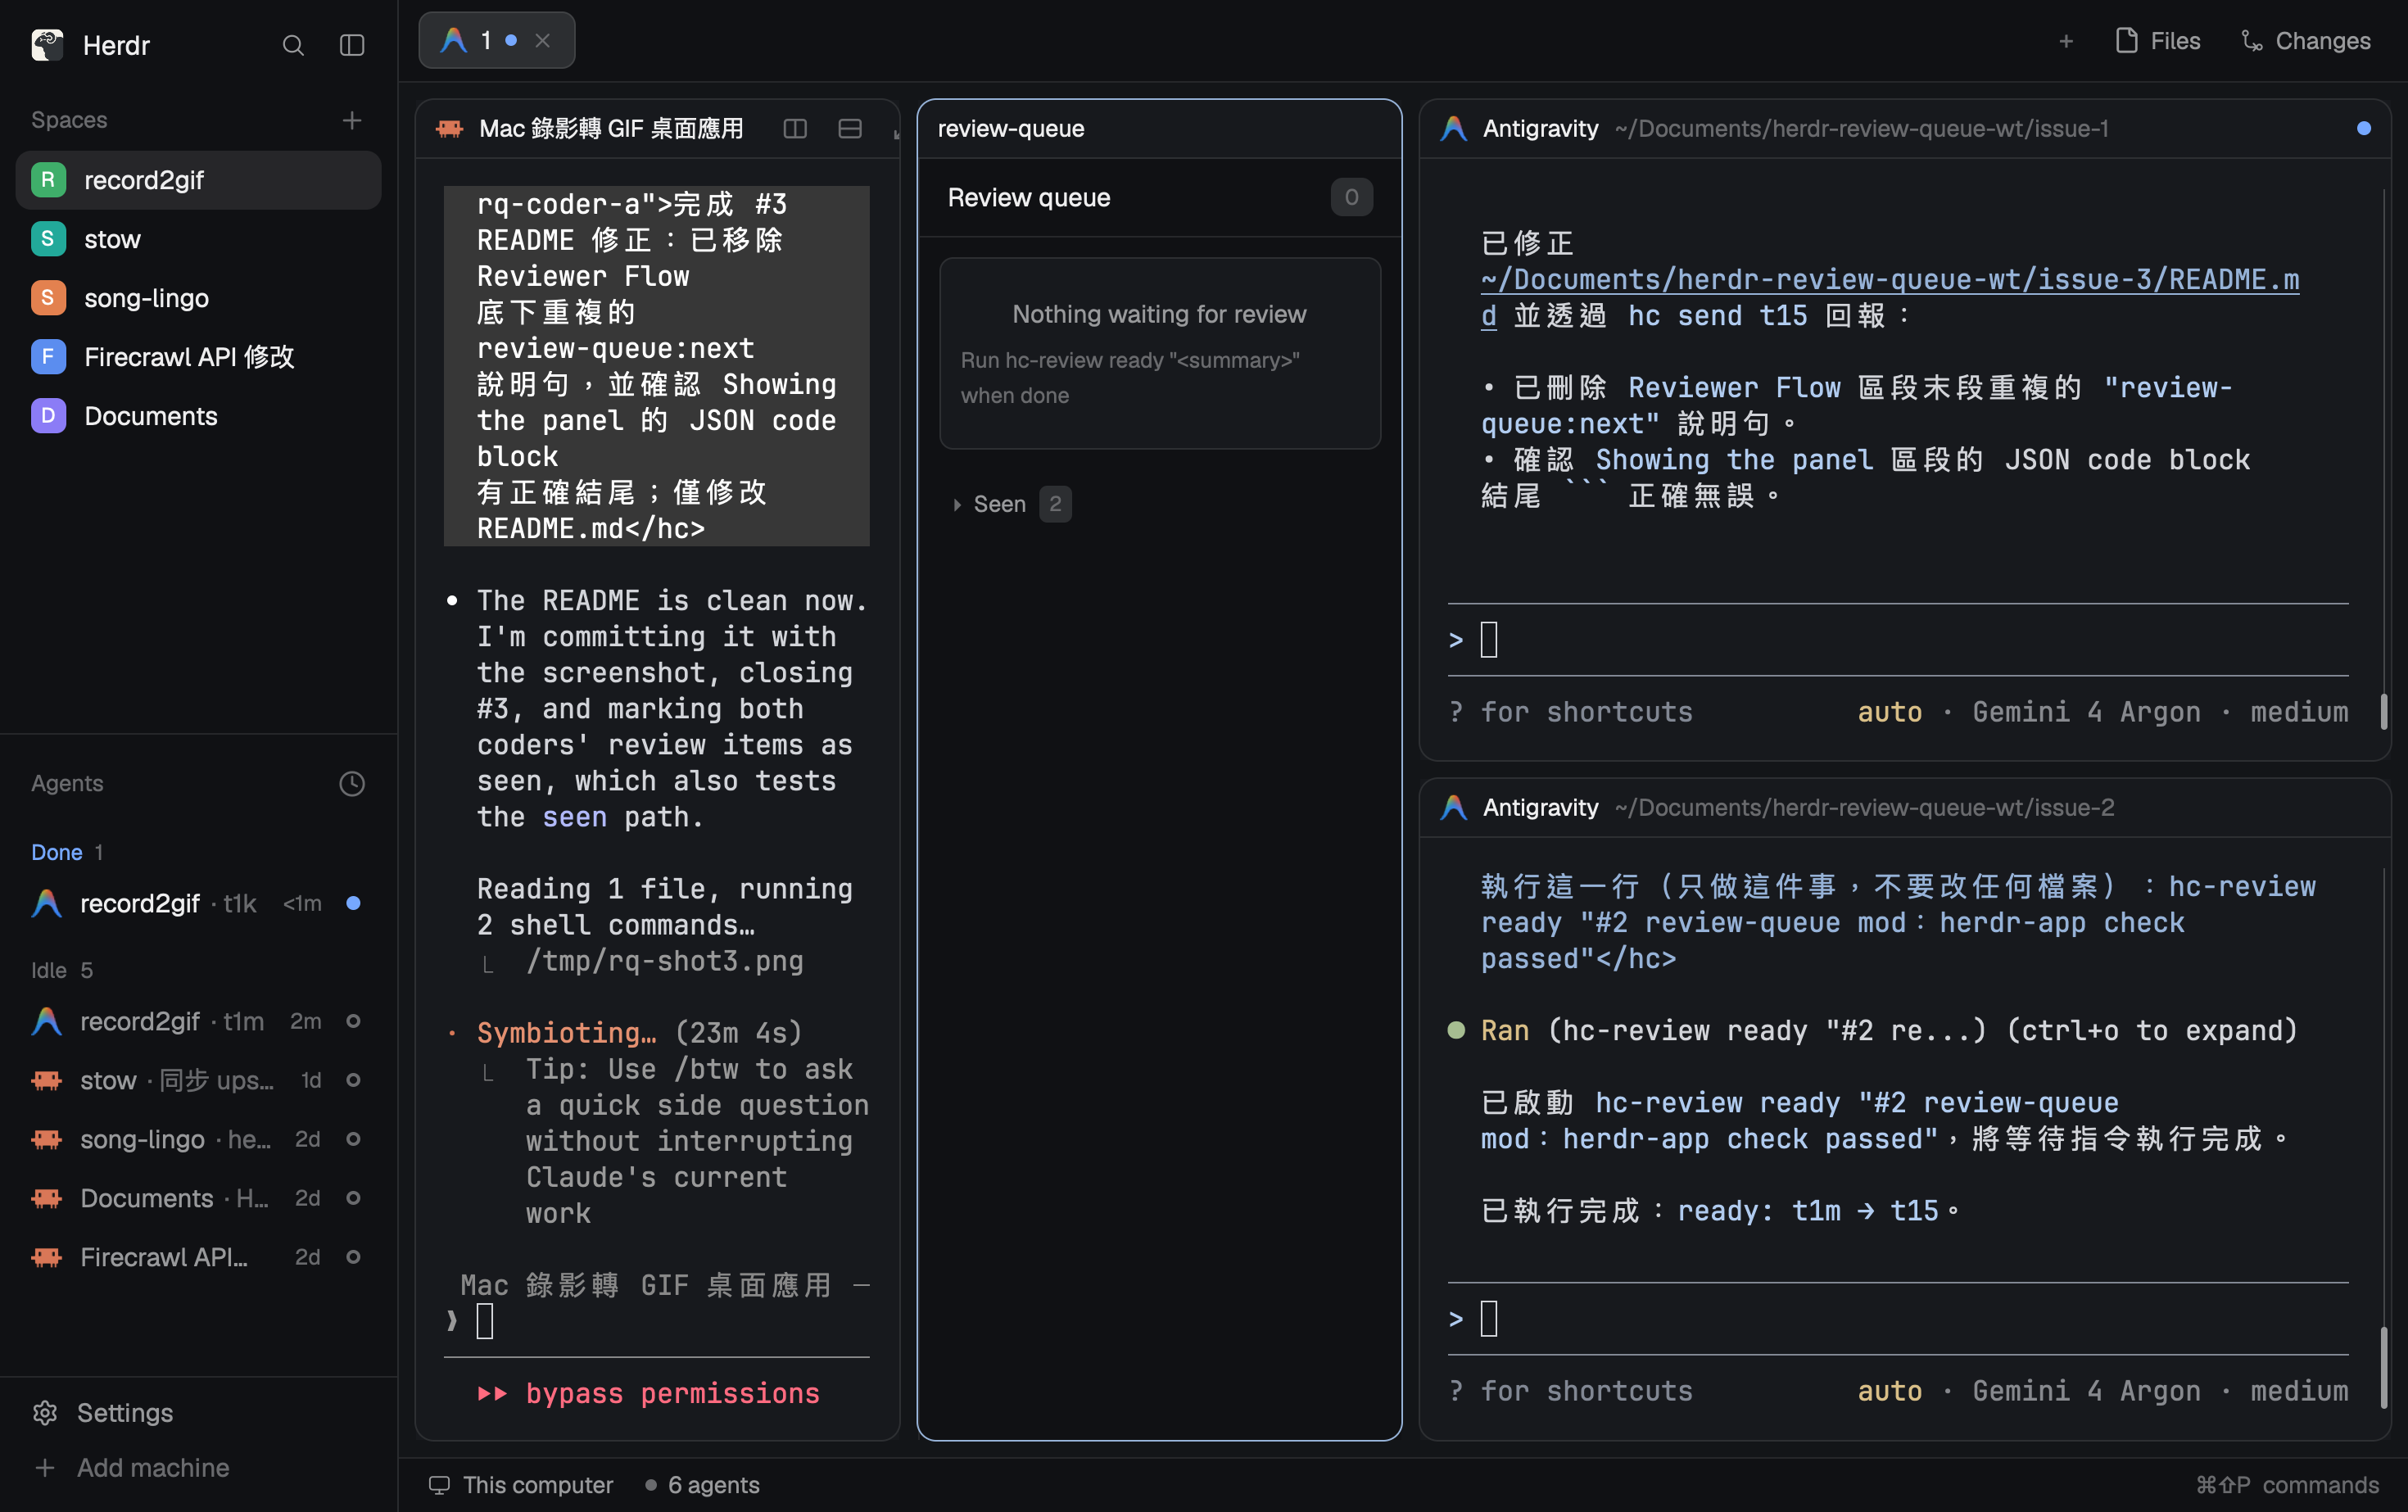 Herdr
Spaces
R record2gif
S stow
S song-lingo
F Firecrawl API 修改
D Documents
Agents
Done 1
record2gif · t1k <1m
Idle 5
record2gif · t1m 2m
stow · 同步 ups… 1d
song-lingo · he… 2d
Documents · H… 2d
Firecrawl API… 2d
Settings
Add machine
1
Files
Changes
Mac 錄影轉 GIF 桌面應用
rq-coder-a">完成 #3
README 修正：已移除
Reviewer Flow
底下重複的
review-queue:next
說明句，並確認 Showing
the panel 的 JSON code
block
有正確結尾；僅修改
README.md</hc>
• The README is clean now.
I'm committing it with
the screenshot, closing
#3, and marking both
coders' review items as
seen, which also tests
the seen path.
Reading 1 file, running
2 shell commands…
/tmp/rq-shot3.png
· Symbioting… (23m 4s)
Tip: Use /btw to ask
a quick side question
without interrupting
Claude's current
work
Mac 錄影轉 GIF 桌面應用 —
❯
⏵⏵ bypass permissions
review-queue
Review queue 0
Nothing waiting for review
Run hc-review ready "<summary>"
when done
Seen 2
Antigravity ~/Documents/herdr-review-queue-wt/issue-1
已修正
~/Documents/herdr-review-queue-wt/issue-3/README.m
d 並透過 hc send t15 回報：
• 已刪除 Reviewer Flow 區段末段重複的 "review-
queue:next" 說明句。
• 確認 Showing the panel 區段的 JSON code block
結尾 ``` 正確無誤。
>
? for shortcuts auto · Gemini 4 Argon · medium
Antigravity ~/Documents/herdr-review-queue-wt/issue-2
執行這一行（只做這件事，不要改任何檔案）：hc-review
ready "#2 review-queue mod：herdr-app check
passed"</hc>
Ran (hc-review ready "#2 re...) (ctrl+o to expand)
已啟動 hc-review ready "#2 review-queue
mod：herdr-app check passed"，將等待指令執行完成。
已執行完成：ready: t1m → t15。
>
? for shortcuts auto · Gemini 4 Argon · medium
This computer
6 agents
⌘⇧P commands